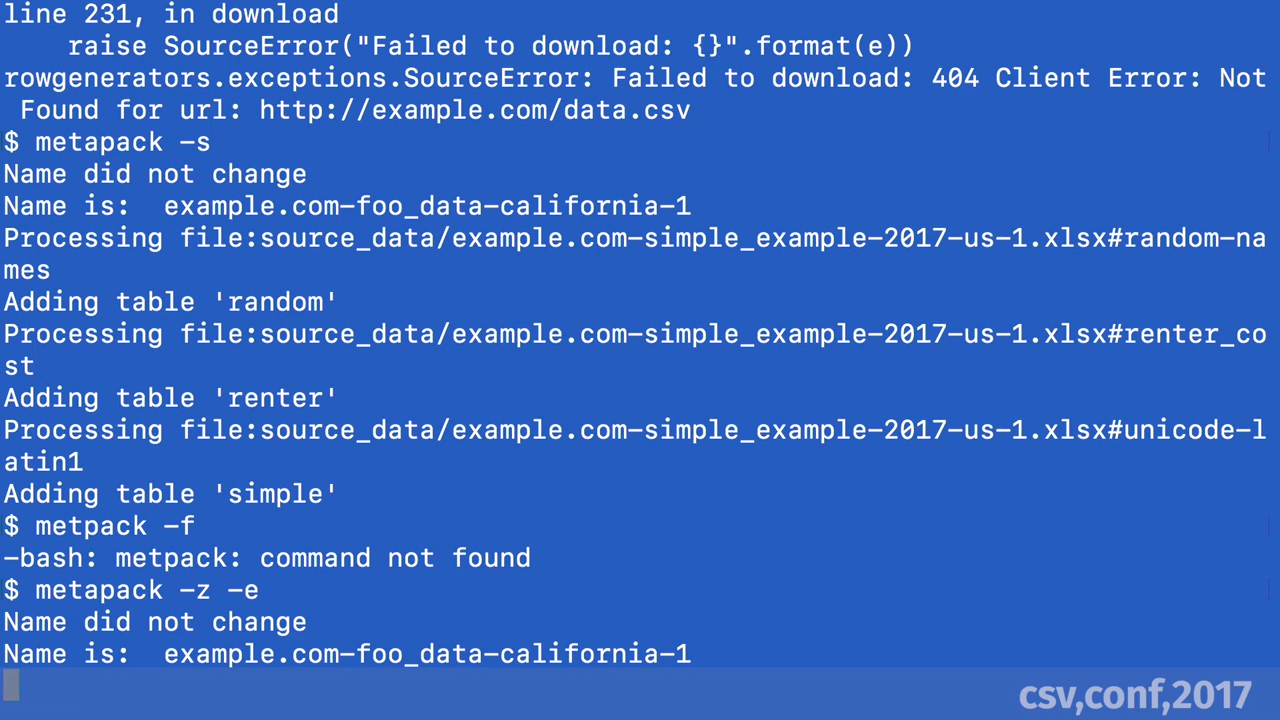 line 231, in download
    raise SourceError("Failed to download: {}".format(e))
rowgenerators.exceptions.SourceError: Failed to download: 404 Client Error: Not
 Found for url: http://example.com/data.csv
$ metapack -s
Name did not change
Name is:  example.com-foo_data-california-1
Processing file:source_data/example.com-simple_example-2017-us-1.xlsx#random-na
mes
Adding table 'random'
Processing file:source_data/example.com-simple_example-2017-us-1.xlsx#renter_co
st
Adding table 'renter'
Processing file:source_data/example.com-simple_example-2017-us-1.xlsx#unicode-l
atin1
Adding table 'simple'
$ metpack -f
-bash: metpack: command not found
$ metapack -z -e
Name did not change
Name is:  example.com-foo_data-california-1
csv,conf,2017